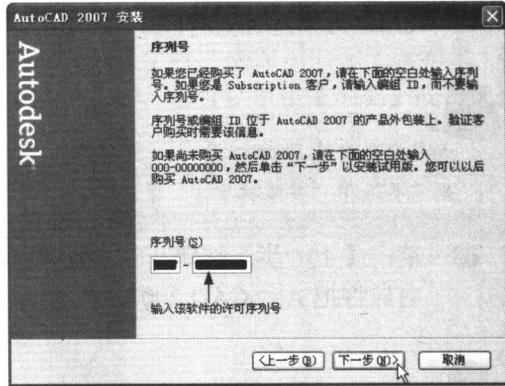 AutoCAD 2007 安装
Autodesk
序列号
如果您已经购买了 AutoCAD 2007，请在下面的空白处输入序列
号。如果您是 Subscription 客户，请输入编组 ID，而不要输
入序列号。
序列号或编组 ID 位于 AutoCAD 2007 的产品外包装上。验证客
户购买时需要该信息。
如果尚未购买 AutoCAD 2007，请在下面的空白处输入
000-00000000，然后单击“下一步”以安装试用版。您可以以后
购买 AutoCAD 2007。
序列号(S)
-
输入该软件的许可序列号
<上一步(B) 下一步(N)> 取消